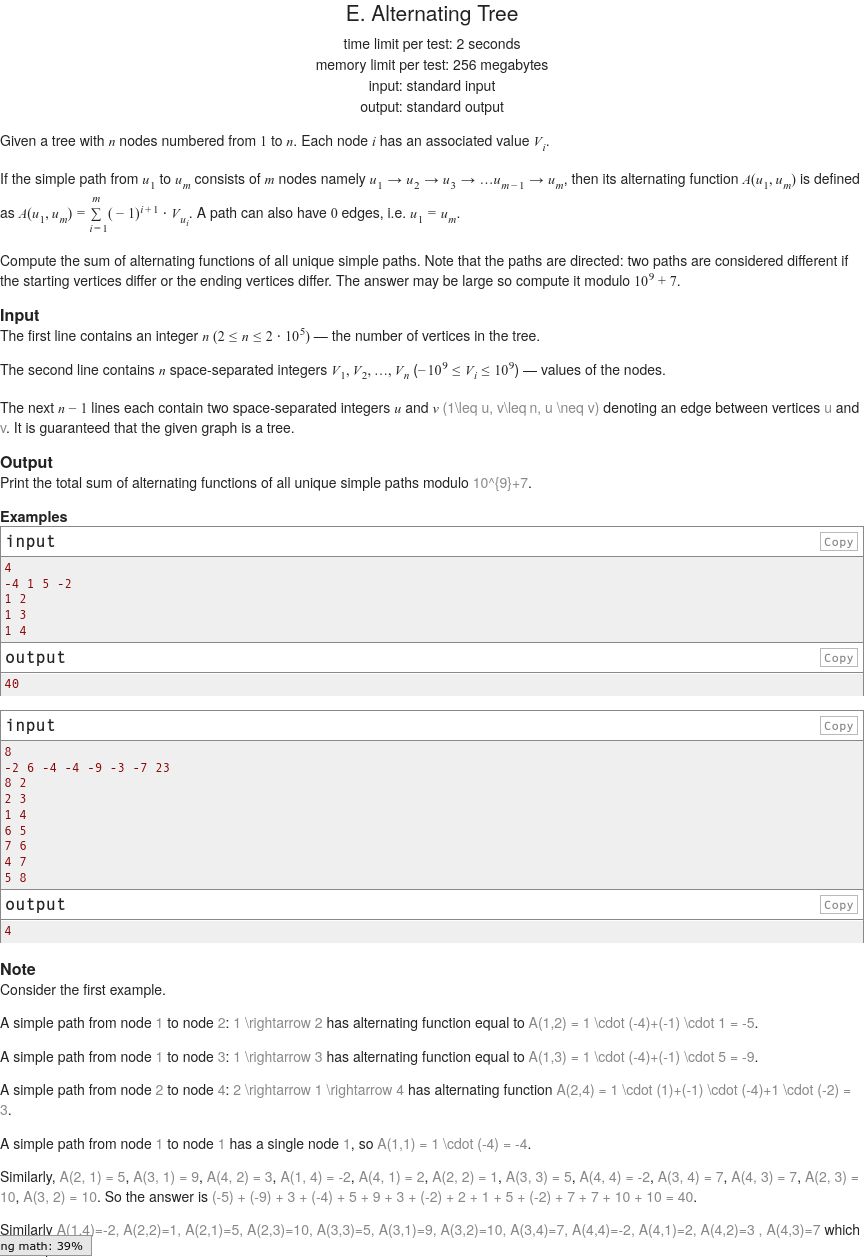 E. Alternating Tree
time limit per test: 2 seconds
memory limit per test: 256 megabytes
input: standard input
output: standard output
Given a tree with n nodes numbered from 1 to n. Each node i has an associated value V_i.
If the simple path from u_1 to u_m consists of m nodes namely u_1 → u_2 → u_3 → …u_{m−1} → u_m, then its alternating function A(u_1, u_m) is defined
as A(u_1, u_m) = ∑_{i=1}^{m} (−1)^{i+1} · V_{u_i}. A path can also have 0 edges, i.e. u_1 = u_m.
Compute the sum of alternating functions of all unique simple paths. Note that the paths are directed: two paths are considered different if
the starting vertices differ or the ending vertices differ. The answer may be large so compute it modulo 10^9 + 7.
Input
The first line contains an integer n (2 ≤ n ≤ 2 · 10^5) — the number of vertices in the tree.
The second line contains n space-separated integers V_1, V_2, …, V_n (−10^9 ≤ V_i ≤ 10^9) — values of the nodes.
The next n − 1 lines each contain two space-separated integers u and v (1\leq u, v\leq n, u \neq v) denoting an edge between vertices u and
v. It is guaranteed that the given graph is a tree.
Output
Print the total sum of alternating functions of all unique simple paths modulo 10^{9}+7.
Examples
input
Copy
4
-4 1 5 -2
1 2
1 3
1 4
output
Copy
40
input
Copy
8
-2 6 -4 -4 -9 -3 -7 23
8 2
2 3
1 4
6 5
7 6
4 7
5 8
output
Copy
4
Note
Consider the first example.
A simple path from node 1 to node 2: 1 \rightarrow 2 has alternating function equal to A(1,2) = 1 \cdot (-4)+(-1) \cdot 1 = -5.
A simple path from node 1 to node 3: 1 \rightarrow 3 has alternating function equal to A(1,3) = 1 \cdot (-4)+(-1) \cdot 5 = -9.
A simple path from node 2 to node 4: 2 \rightarrow 1 \rightarrow 4 has alternating function A(2,4) = 1 \cdot (1)+(-1) \cdot (-4)+1 \cdot (-2) =
3.
A simple path from node 1 to node 1 has a single node 1, so A(1,1) = 1 \cdot (-4) = -4.
Similarly, A(2, 1) = 5, A(3, 1) = 9, A(4, 2) = 3, A(1, 4) = -2, A(4, 1) = 2, A(2, 2) = 1, A(3, 3) = 5, A(4, 4) = -2, A(3, 4) = 7, A(4, 3) = 7, A(2, 3) =
10, A(3, 2) = 10. So the answer is (-5) + (-9) + 3 + (-4) + 5 + 9 + 3 + (-2) + 2 + 1 + 5 + (-2) + 7 + 7 + 10 + 10 = 40.
Similarly A(1,4)=-2, A(2,2)=1, A(2,1)=5, A(2,3)=10, A(3,3)=5, A(3,1)=9, A(3,2)=10, A(3,4)=7, A(4,4)=-2, A(4,1)=2, A(4,2)=3 , A(4,3)=7 which
ng math: 39%